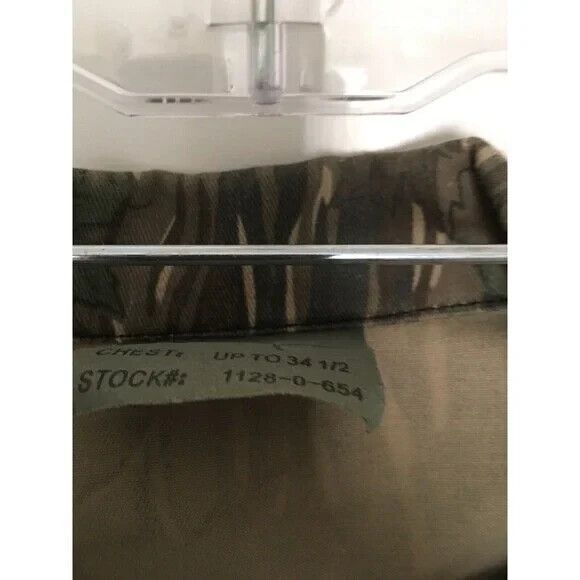 CHEST: UP TO 34 1/2
STOCK#: 1128-0-654